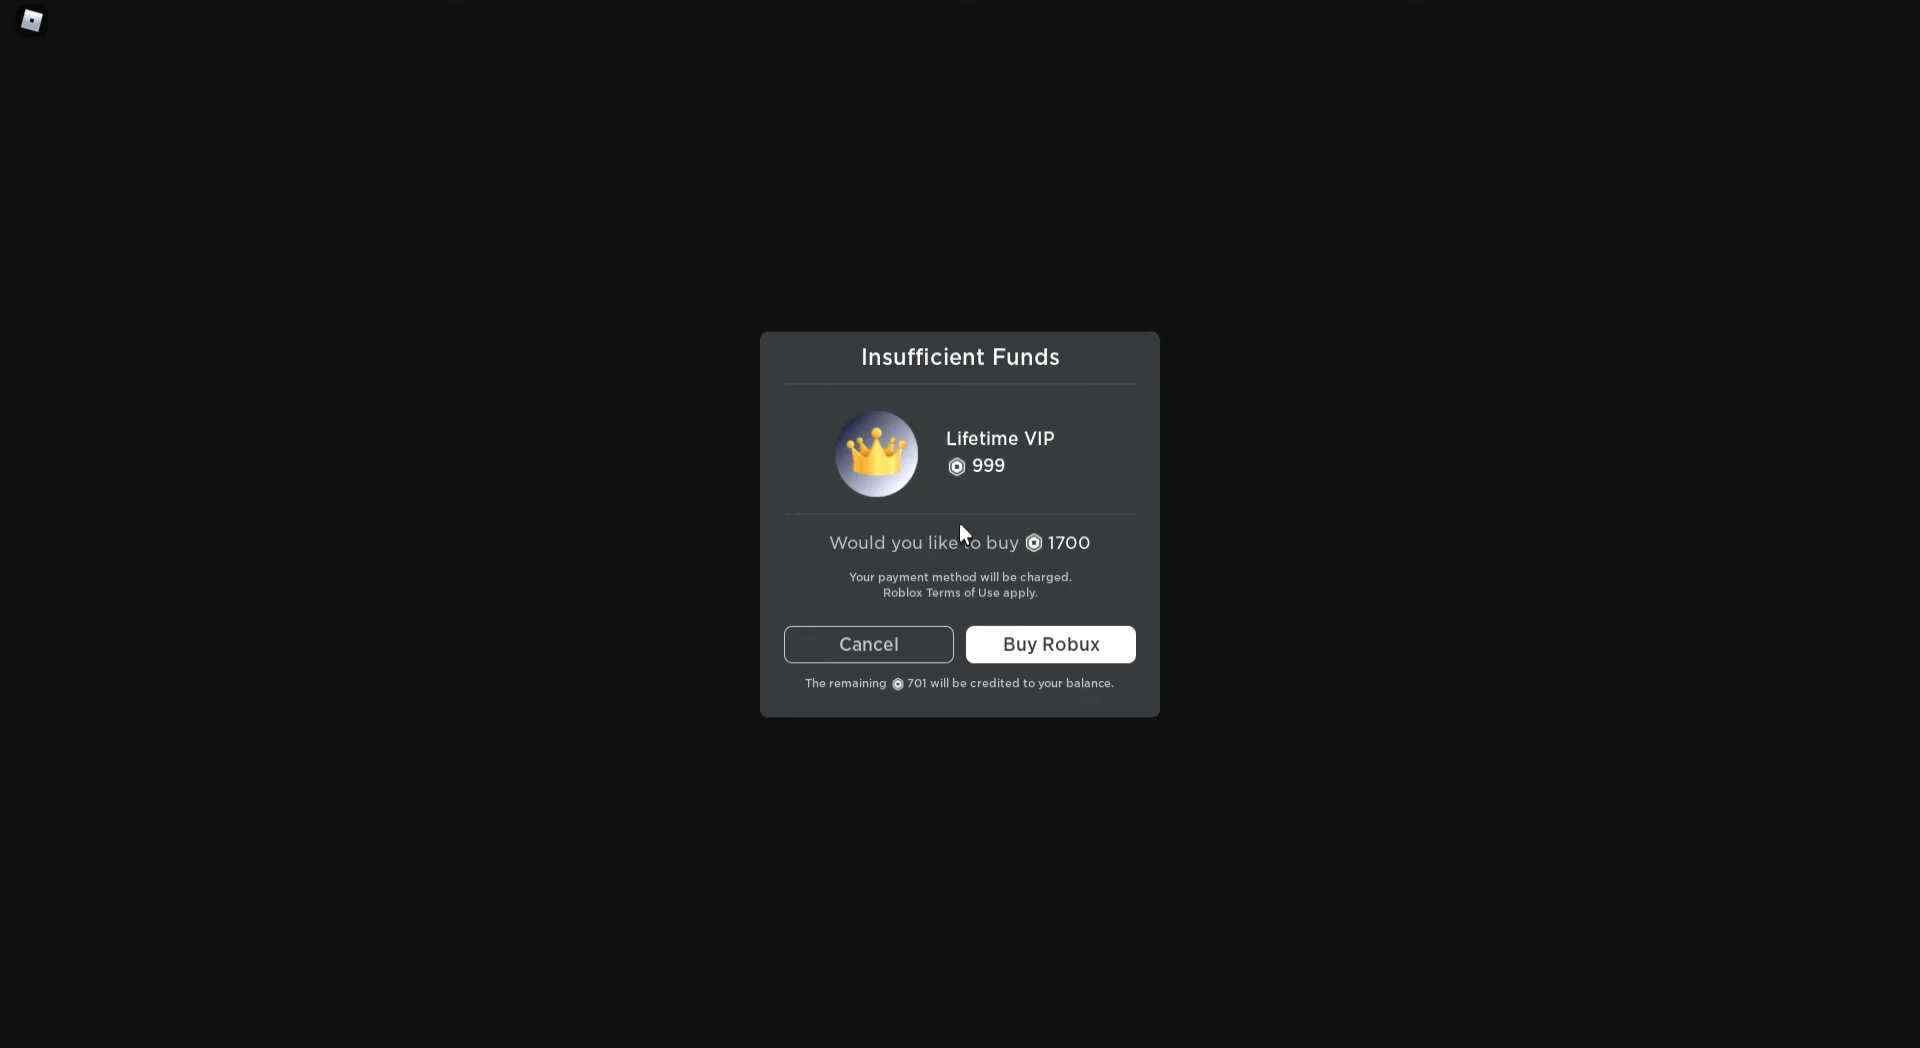 Insufficient Funds
Lifetime VIP
999
Would you like to buy 1700
Your payment method will be charged.
Roblox Terms of Use apply.
Cancel
Buy Robux
The remaining 701 will be credited to your balance.